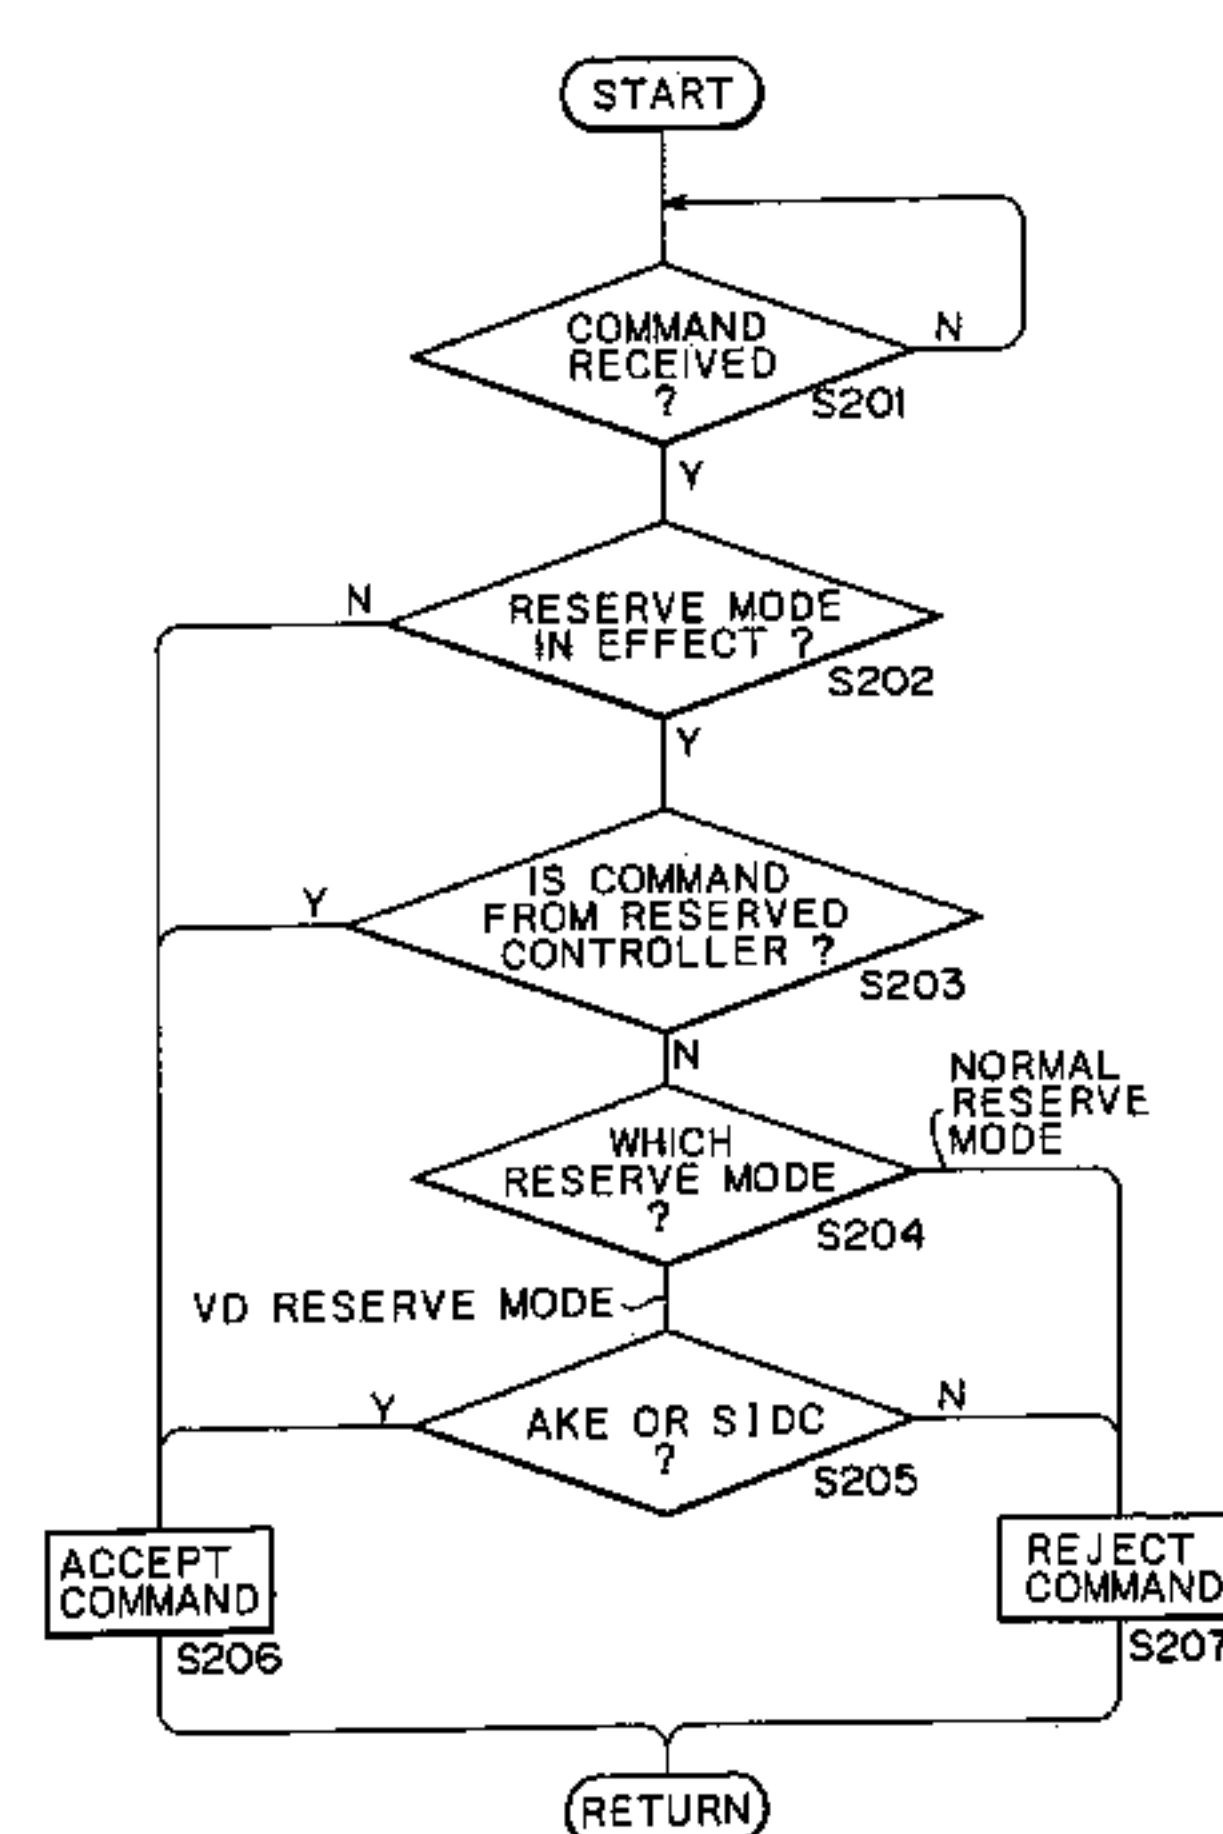 START
COMMAND
RECEIVED
?
N
S201
Y
RESERVE MODE
IN EFFECT ?
N
S202
Y
IS COMMAND
FROM RESERVED
CONTROLLER ?
Y
S203
N
WHICH
RESERVE MODE
?
NORMAL
RESERVE
MODE
S204
VD RESERVE MODE
AKE OR SIDC
?
Y
N
S205
ACCEPT
COMMAND
S206
REJECT
COMMAND
S207
RETURN